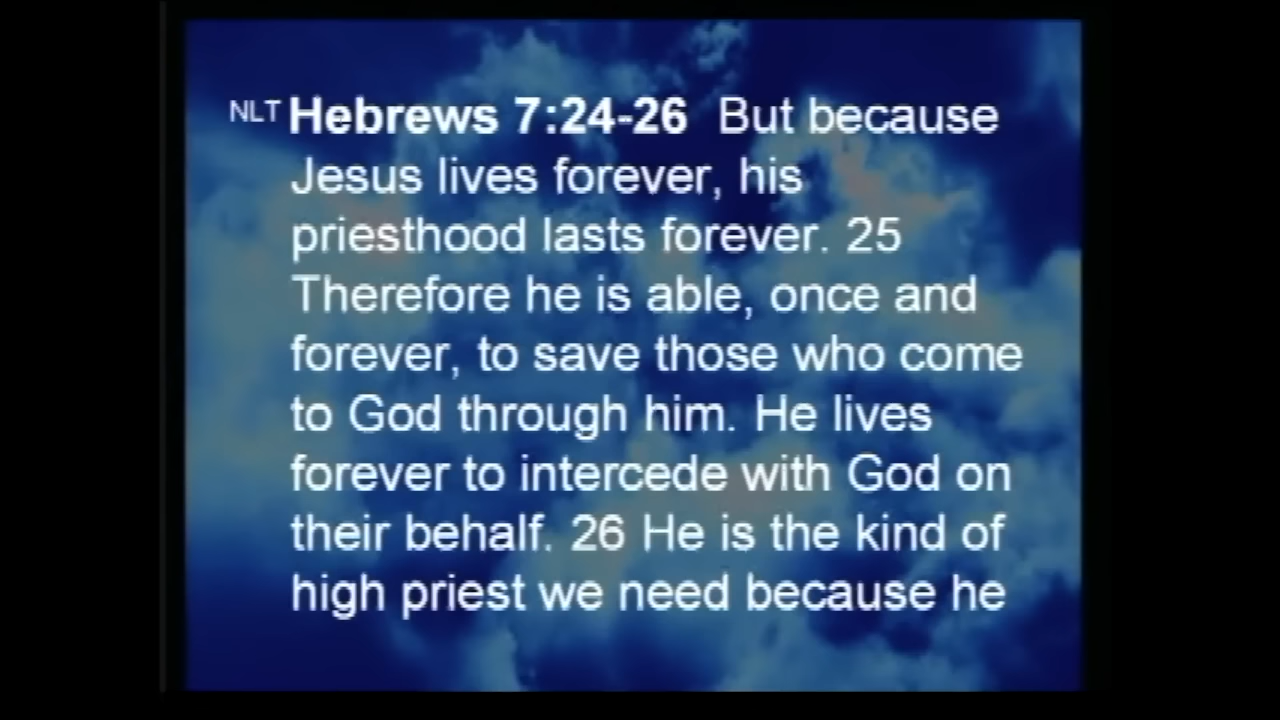 NLT Hebrews 7:24-26 But because
Jesus lives forever, his
priesthood lasts forever. 25
Therefore he is able, once and
forever, to save those who come
to God through him. He lives
forever to intercede with God on
their behalf. 26 He is the kind of
high priest we need because he